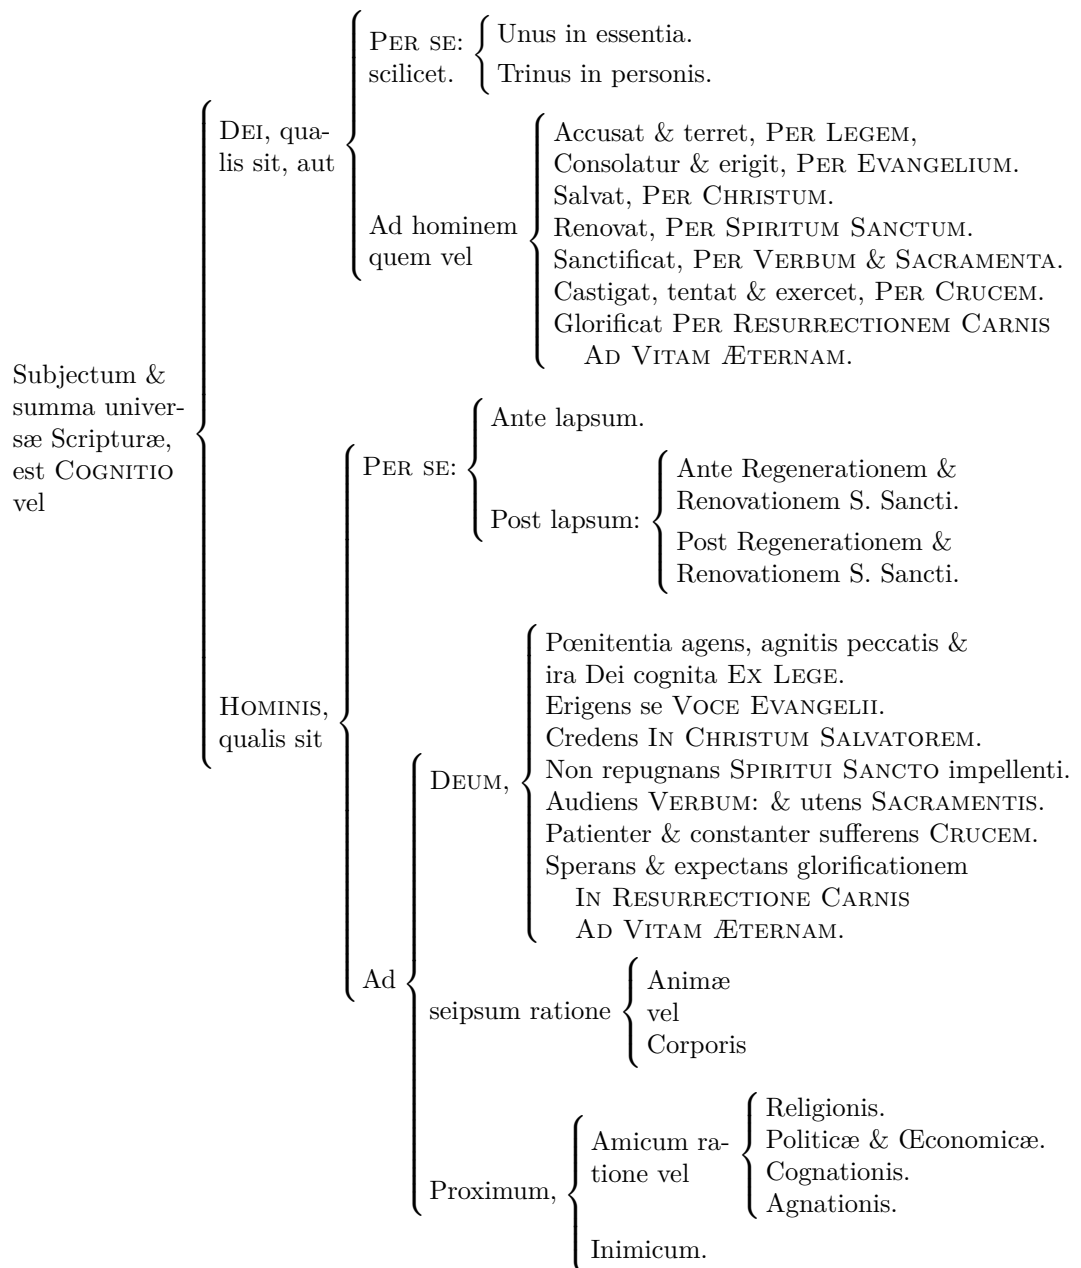 Subjectum &
summa univer-
sæ Scripturæ,
est COGNITIO
vel
DEI, qua-
lis sit, aut
PER SE:
scilicet.
Unus in essentia.
Trinus in personis.
Ad hominem
quem vel
Accusat & terret, PER LEGEM,
Consolatur & erigit, PER EVANGELIUM.
Salvat, PER CHRISTUM.
Renovat, PER SPIRITUM SANCTUM.
Sanctificat, PER VERBUM & SACRAMENTA.
Castigat, tentat & exercet, PER CRUCEM.
Glorificat PER RESURRECTIONEM CARNIS
AD VITAM ÆTERNAM.
HOMINIS,
qualis sit
PER SE:
Ante lapsum.
Post lapsum:
Ante Regenerationem &
Renovationem S. Sancti.
Post Regenerationem &
Renovationem S. Sancti.
Ad
DEUM,
Pœnitentia agens, agnitis peccatis &
ira Dei cognita EX LEGE.
Erigens se VOCE EVANGELII.
Credens IN CHRISTUM SALVATOREM.
Non repugnans SPIRITUI SANCTO impellenti.
Audiens VERBUM: & utens SACRAMENTIS.
Patienter & constanter sufferens CRUCEM.
Sperans & expectans glorificationem
IN RESURRECTIONE CARNIS
AD VITAM ÆTERNAM.
seipsum ratione
Animæ
vel
Corporis
Proximum,
Amicum ra-
tione vel
Religionis.
Politicæ & Œconomicæ.
Cognationis.
Agnationis.
Inimicum.